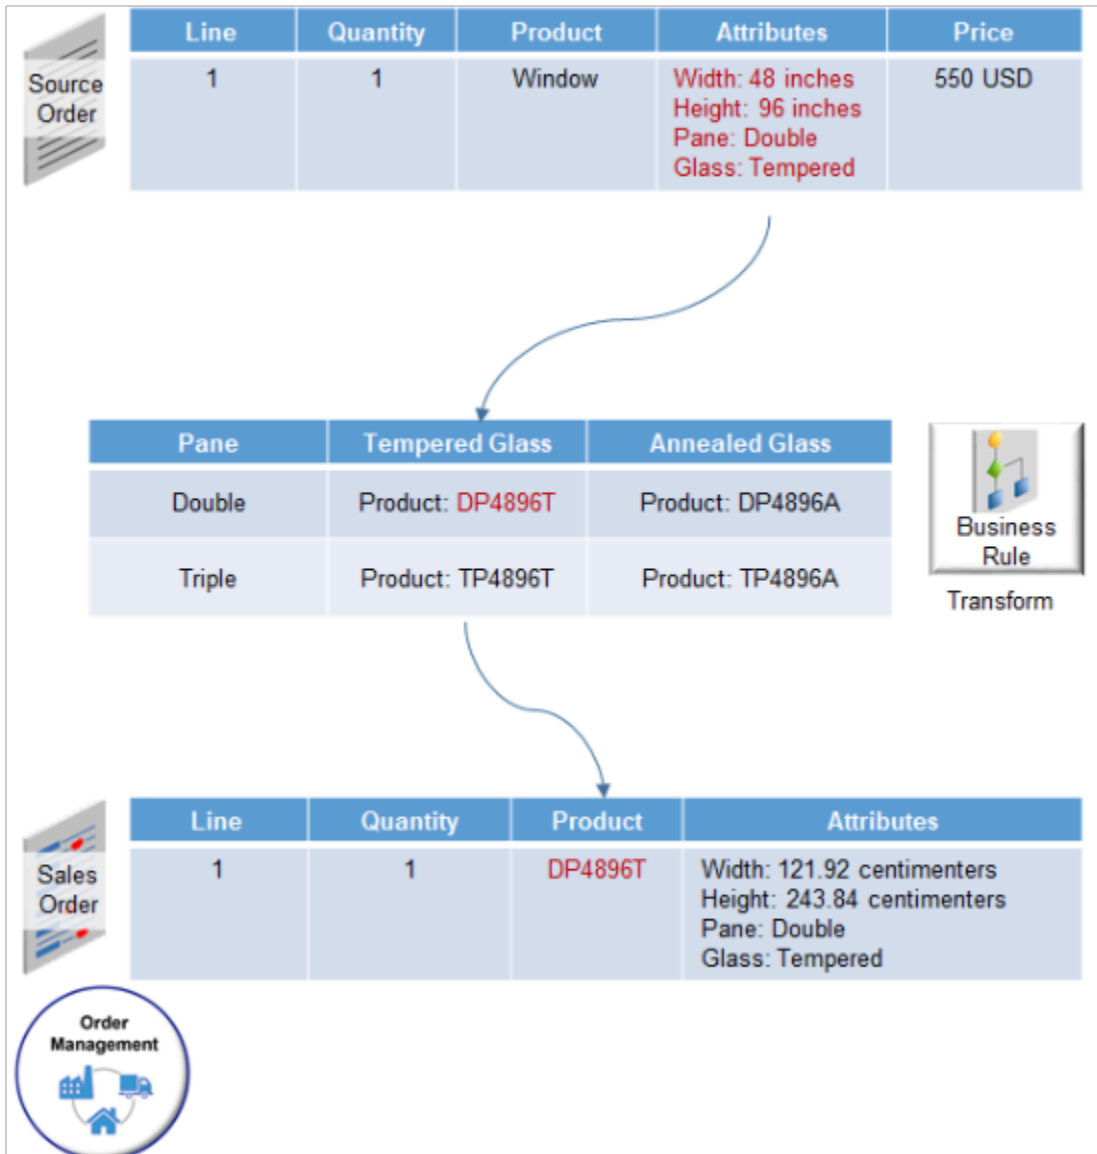 Line Quantity Product Attributes Price
Source Order
1 1 Window Width: 48 inches 550 USD
Height: 96 inches
Pane: Double
Glass: Tempered
Pane Tempered Glass Annealed Glass
Double Product: DP4896T Product: DP4896A
Triple Product: TP4896T Product: TP4896A
Business
Rule
Transform
Line Quantity Product Attributes
Sales
Order
1 1 DP4896T Width: 121.92 centimenters
Height: 243.84 centimenters
Pane: Double
Glass: Tempered
Order
Management